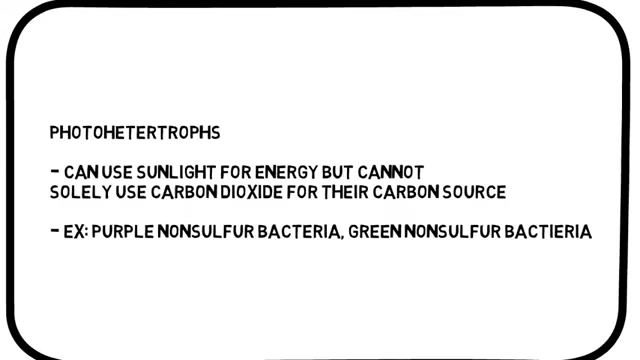 PHOTOHETERTROPHS
- CAN USE SUNLIGHT FOR ENERGY BUT CANNOT
SOLELY USE CARBON DIOXIDE FOR THEIR CARBON SOURCE
- EX: PURPLE NONSULFUR BACTERIA, GREEN NONSULFUR BACTIERIA